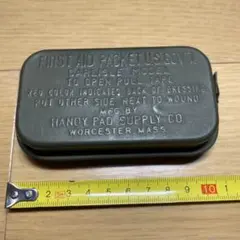 FIRST AID PACKET, U.S. GOV'T.
CARLISLE MODEL
TO OPEN PULL TAPE
RED COLOR INDICATES BACK OF DRESSING
PUT OTHER SIDE NEXT TO WOUND
MFG. BY
HANDY PAD SUPPLY CO.
WORCESTER, MASS.
1 2 3 4 5 6 7 8 9 10